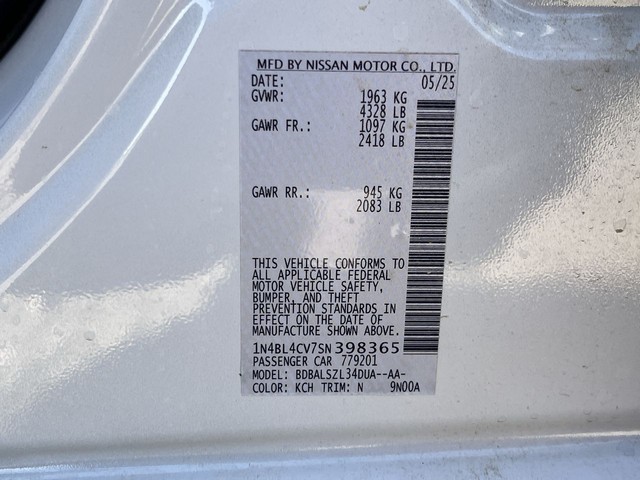 MFD BY NISSAN MOTOR CO., LTD.
DATE: 05/25
GVWR: 1963 KG
4328 LB
GAWR FR.: 1097 KG
2418 LB
GAWR RR.: 945 KG
2083 LB
THIS VEHICLE CONFORMS TO
ALL APPLICABLE FEDERAL
MOTOR VEHICLE SAFETY,
BUMPER, AND THEFT
PREVENTION STANDARDS IN
EFFECT ON THE DATE OF
MANUFACTURE SHOWN ABOVE.
1N4BL4CV7SN398365
PASSENGER CAR 779201
MODEL: BDBALSZL34DUA--AA-
COLOR: KCH TRIM: N 9N00A